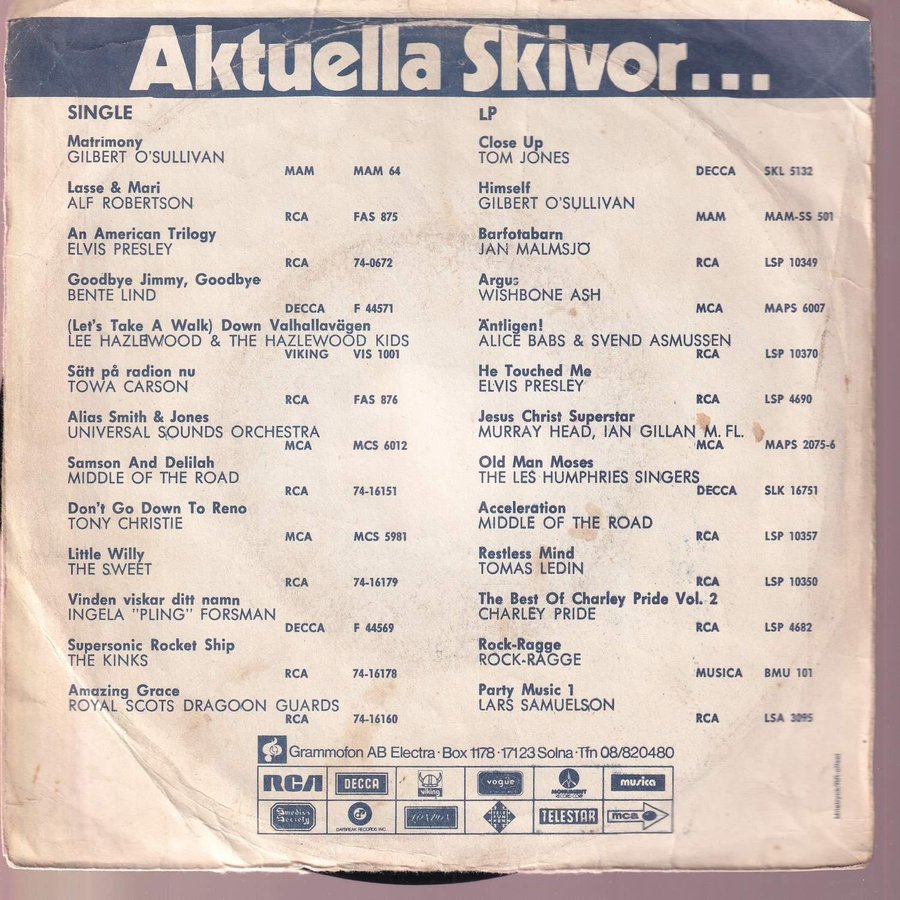 Aktuella Skivor...
SINGLE
Matrimony
GILBERT O'SULLIVAN
MAM MAM 64
Lasse & Mari
ALF ROBERTSON
RCA FAS 875
An American Trilogy
ELVIS PRESLEY
RCA 74-0672
Goodbye Jimmy, Goodbye
BENTE LIND
DECCA F 44571
(Let's Take A Walk) Down Valhallavägen
LEE HAZLEWOOD & THE HAZLEWOOD KIDS
VIKING VIS 1001
Sätt på radion nu
TOWA CARSON
RCA FAS 876
Alias Smith & Jones
UNIVERSAL SOUNDS ORCHESTRA
MCA MCS 6012
Samson And Delilah
MIDDLE OF THE ROAD
RCA 74-16151
Don't Go Down To Reno
TONY CHRISTIE
MCA MCS 5981
Little Willy
THE SWEET
RCA 74-16179
Vinden viskar ditt namn
INGELA "PLING" FORSMAN
DECCA F 44569
Supersonic Rocket Ship
THE KINKS
RCA 74-16178
Amazing Grace
ROYAL SCOTS DRAGOON GUARDS
RCA 74-16160
LP
Close Up
TOM JONES
DECCA SKL 5132
Himself
GILBERT O'SULLIVAN
MAM MAM-SS 501
Barfotabarn
JAN MALMSJÖ
RCA LSP 10349
Argus
WISHBONE ASH
MCA MAPS 6007
Äntligen!
ALICE BABS & SVEND ASMUSSEN
RCA LSP 10370
He Touched Me
ELVIS PRESLEY
RCA LSP 4690
Jesus Christ Superstar
MURRAY HEAD, IAN GILLAN M. FL.
MCA MAPS 2075-6
Old Man Moses
THE LES HUMPHRIES SINGERS
DECCA SLK 16751
Acceleration
MIDDLE OF THE ROAD
RCA LSP 10357
Restless Mind
TOMAS LEDIN
RCA LSP 10350
The Best Of Charley Pride Vol. 2
CHARLEY PRIDE
RCA LSP 4682
Rock-Ragge
ROCK-RAGGE
MUSICA BMU 101
Party Music 1
LARS SAMUELSON
RCA LSA 3095
Grammofon AB Electra · Box 1178 · 17123 Solna · Tfn 08/820480
RCA DECCA viking vogue MONUMENT RECORD CORP musica
Swedish Society DAYBREAK RECORDS INC. LONDON TELEFUNKEN TELESTAR mca